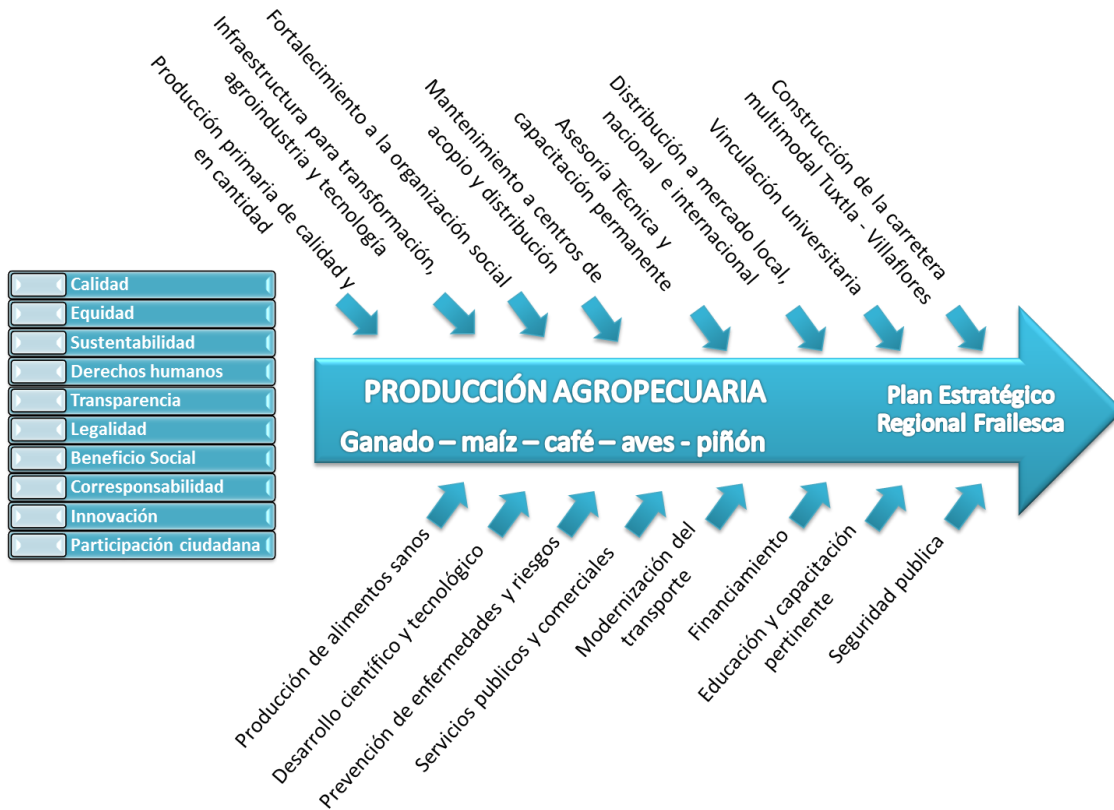 Producción primaria de calidad y
en cantidad
Infraestructura para transformación,
agroindustria y tecnología
Fortalecimiento a la organización social
Mantenimiento a centros de
acopio y distribución
Asesoría Técnica y
capacitación permanente
Distribución a mercado local,
nacional e internacional
Vinculación universitaria
Construcción de la carretera
multimodal Tuxtla - Villaflores
Calidad
Equidad
Sustentabilidad
Derechos humanos
Transparencia
Legalidad
Beneficio Social
Corresponsabilidad
Innovación
Participación ciudadana
PRODUCCIÓN AGROPECUARIA
Ganado – maíz – café – aves - piñón
Plan Estratégico
Regional Frailesca
Producción de alimentos sanos
Desarrollo científico y tecnológico
Prevención de enfermedades y riesgos
Servicios publicos y comerciales
Modernización del
transporte
Financiamiento
Educación y capacitación
pertinente
Seguridad publica